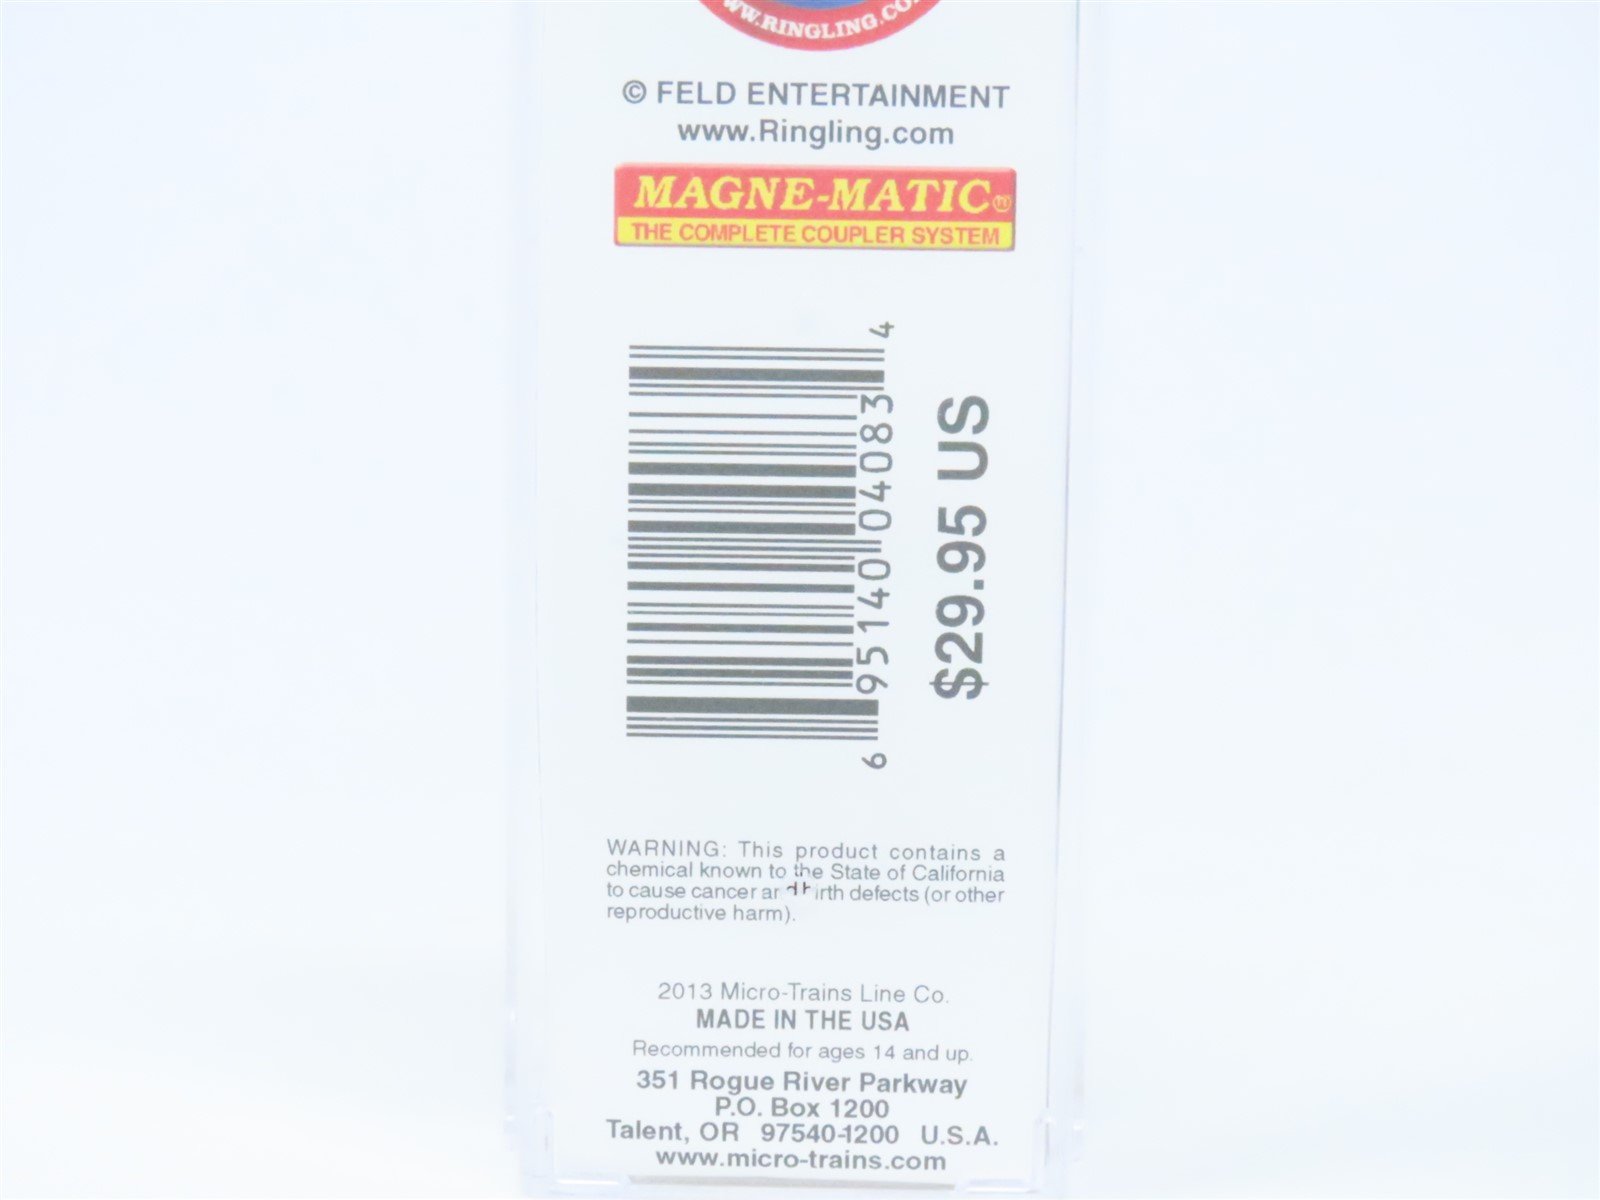 WWW.RINGLING.CO
© FELD ENTERTAINMENT
www.Ringling.com
MAGNE-MATIC
THE COMPLETE COUPLER SYSTEM
6 95140 04083 4
$29.95 US
WARNING: This product contains a
chemical known to the State of California
to cause cancer an d birth defects (or other
reproductive harm).
2013 Micro-Trains Line Co.
MADE IN THE USA
Recommended for ages 14 and up.
351 Rogue River Parkway
P.O. Box 1200
Talent, OR 97540-1200 U.S.A.
www.micro-trains.com